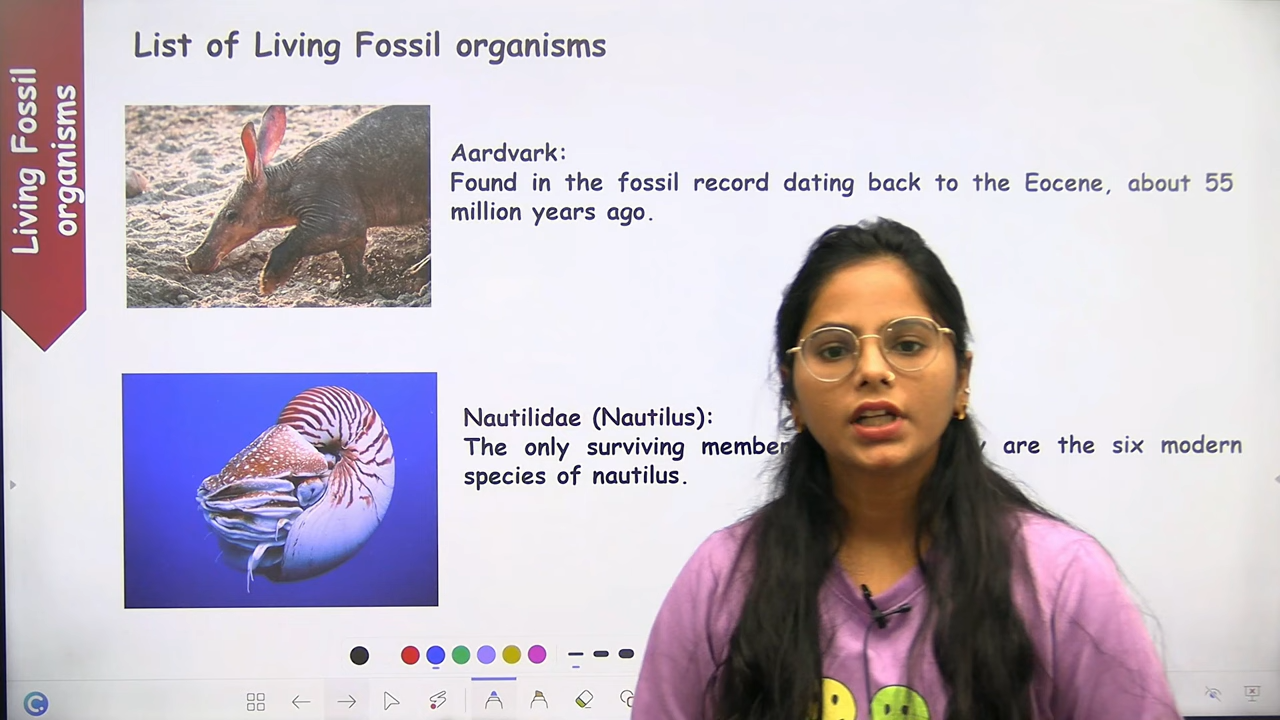 List of Living Fossil organisms
Living Fossil
organisms
Aardvark:
Found in the fossil record dating back to the Eocene, about 55
million years ago.
Nautilidae (Nautilus):
The only surviving are the six modern
species of nautilus.